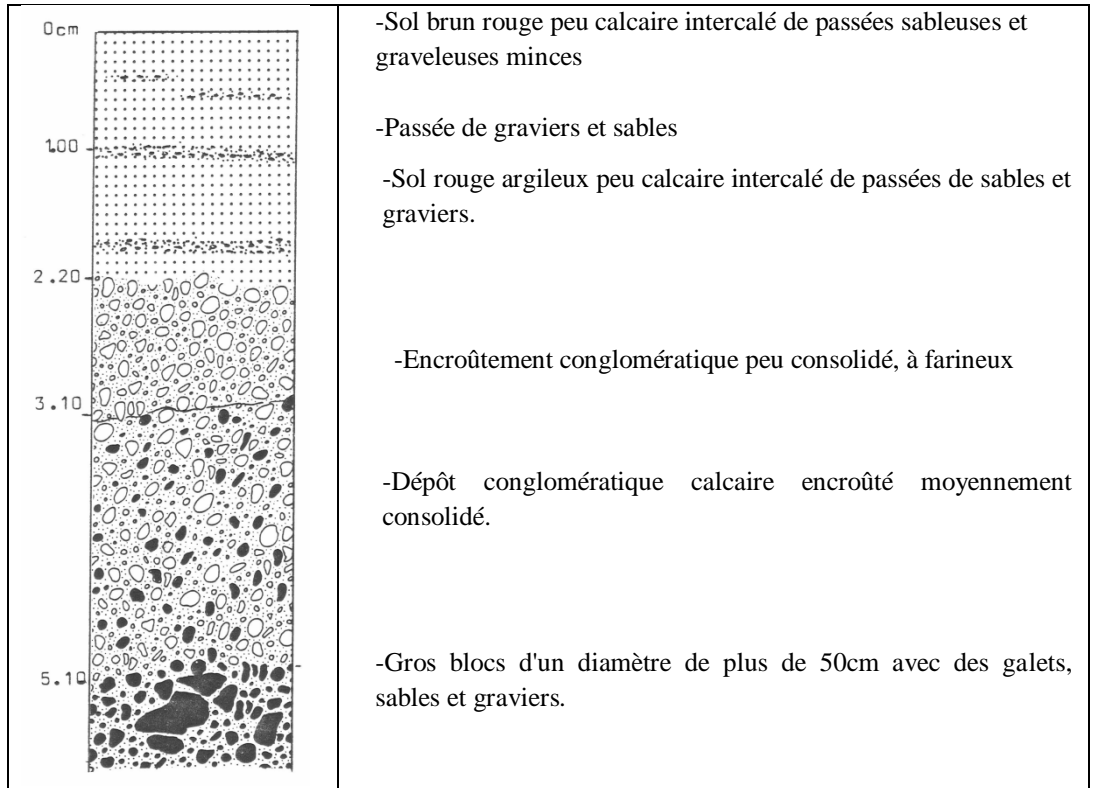 0cm
-Sol brun rouge peu calcaire intercalé de passées sableuses et
graveleuses minces
-Passée de graviers et sables
1.00
-Sol rouge argileux peu calcaire intercalé de passées de sables et
graviers.
2.20
-Encroûtement conglomératique peu consolidé, à farineux
3.10
-Dépôt conglomératique calcaire encroûté moyennement
consolidé.
-Gros blocs d'un diamètre de plus de 50cm avec des galets,
5.10
sables et graviers.